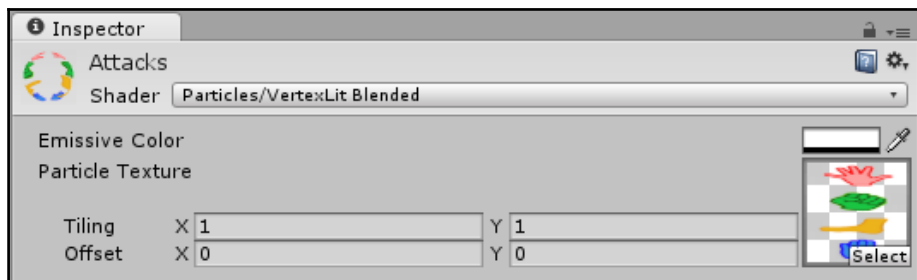 Inspector
Attacks
Shader Particles/VertexLit Blended
Emissive Color
Particle Texture
Tiling X 1 Y 1
Offset X 0 Y 0
Select